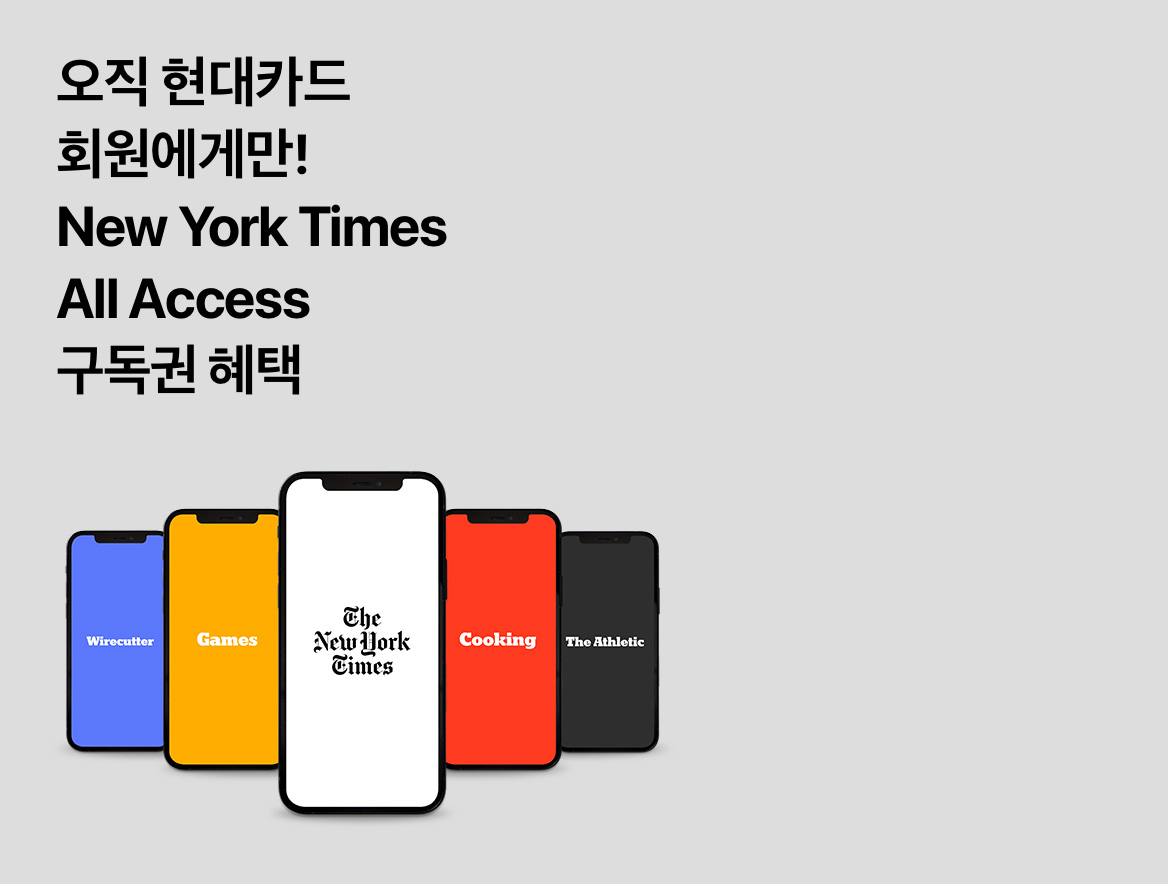 오직 현대카드
회원에게만!
New York Times
All Access
구독권 혜택
Wirecutter
Games
The
New York
Times
Cooking
The Athletic